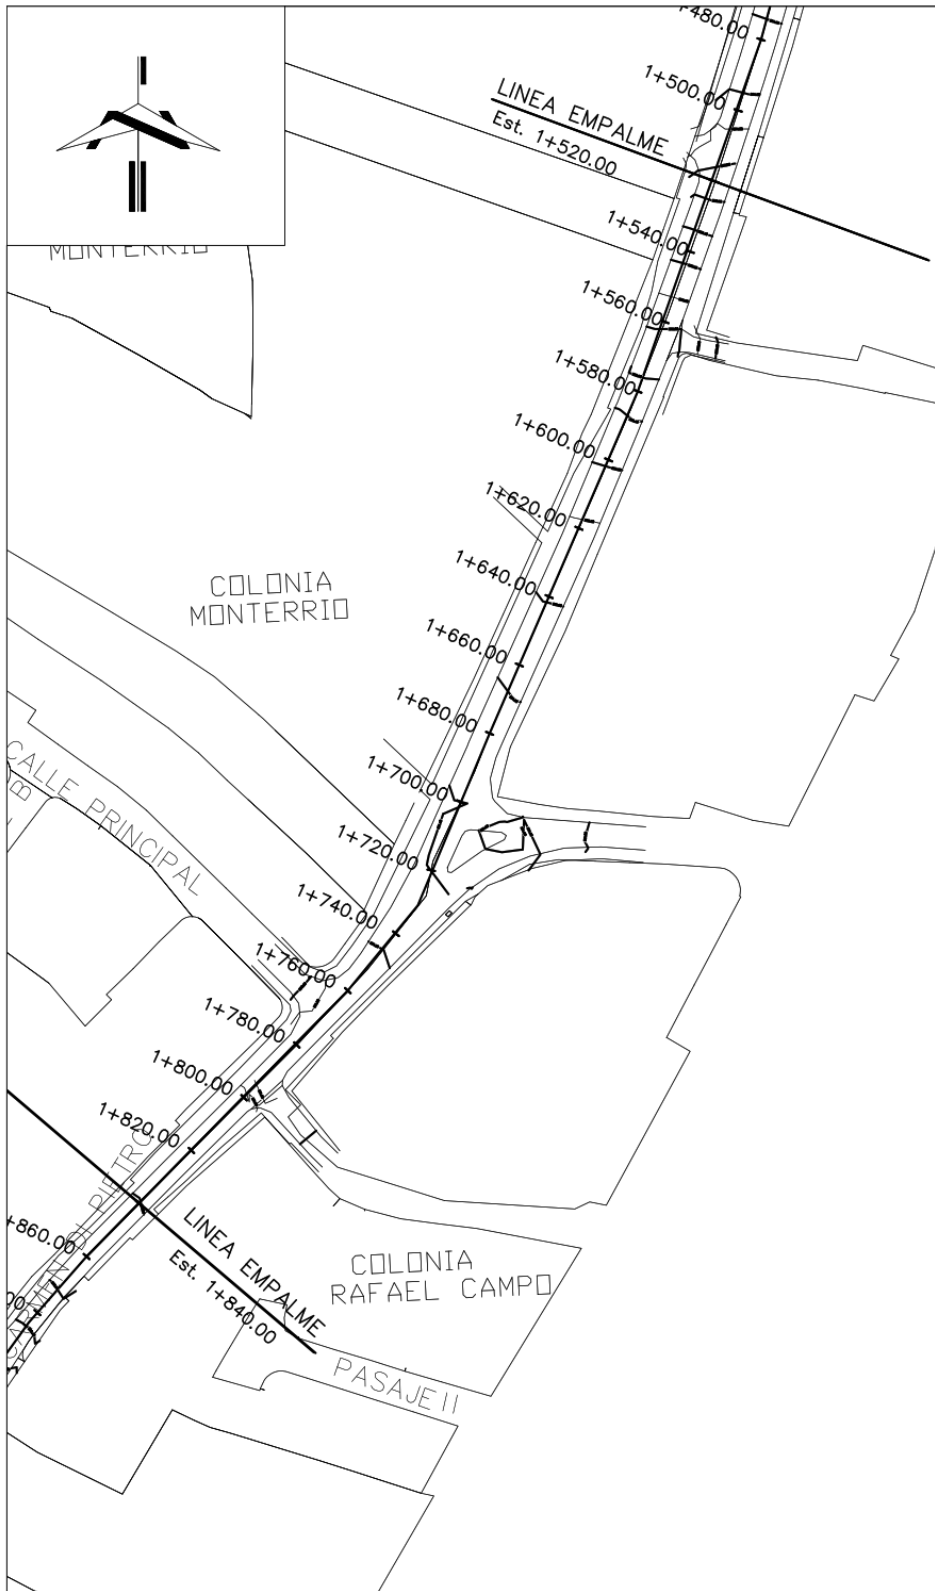 +480.00
1+500.00
LINEA EMPALME
Est. 1+520.00
1+540.00
MONTERRIO
1+560.00
1+580.00
1+600.00
1+620.00
1+640.00
COLONIA
MONTERRIO
1+660.00
1+680.00
1+700.00
CALLE PRINCIPAL
1+720.00
1+740.00
1+760.00
1+780.00
1+800.00
1+820.00
LINEA EMPALME
Est. 1+840.00
+860.00
CARMEN DI PIETRO
COLONIA
RAFAEL CAMPO
PASAJE II